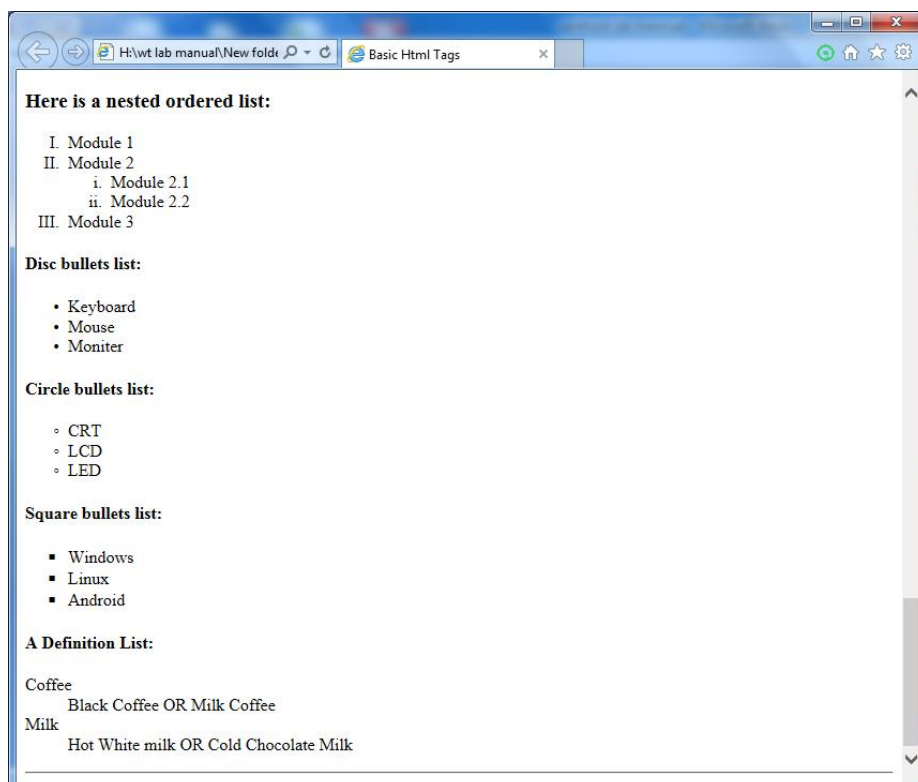 H:\wt lab manual\New folde
Basic Html Tags
Here is a nested ordered list:
I. Module 1
II. Module 2
i. Module 2.1
ii. Module 2.2
III. Module 3
Disc bullets list:
• Keyboard
• Mouse
• Moniter
Circle bullets list:
◦ CRT
◦ LCD
◦ LED
Square bullets list:
▪ Windows
▪ Linux
▪ Android
A Definition List:
Coffee
Black Coffee OR Milk Coffee
Milk
Hot White milk OR Cold Chocolate Milk